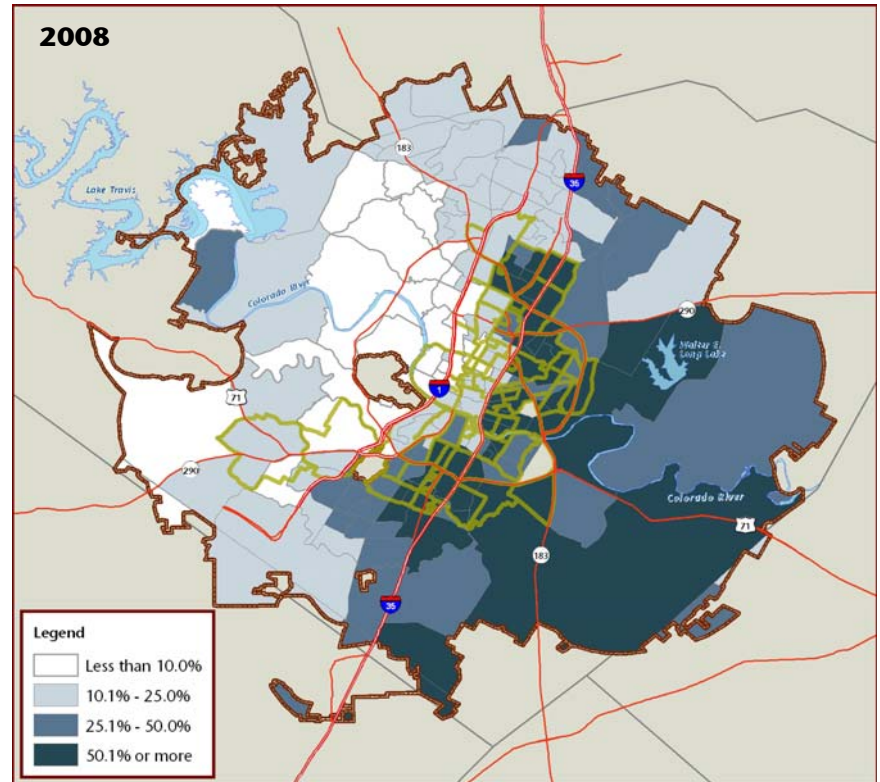 2008
183
35
Lake Travis
Colorado River
290
Walter E.
Long Lake
1
71
290
Colorado River
71
183
35
Legend
Less than 10.0%
10.1% - 25.0%
25.1% - 50.0%
50.1% or more